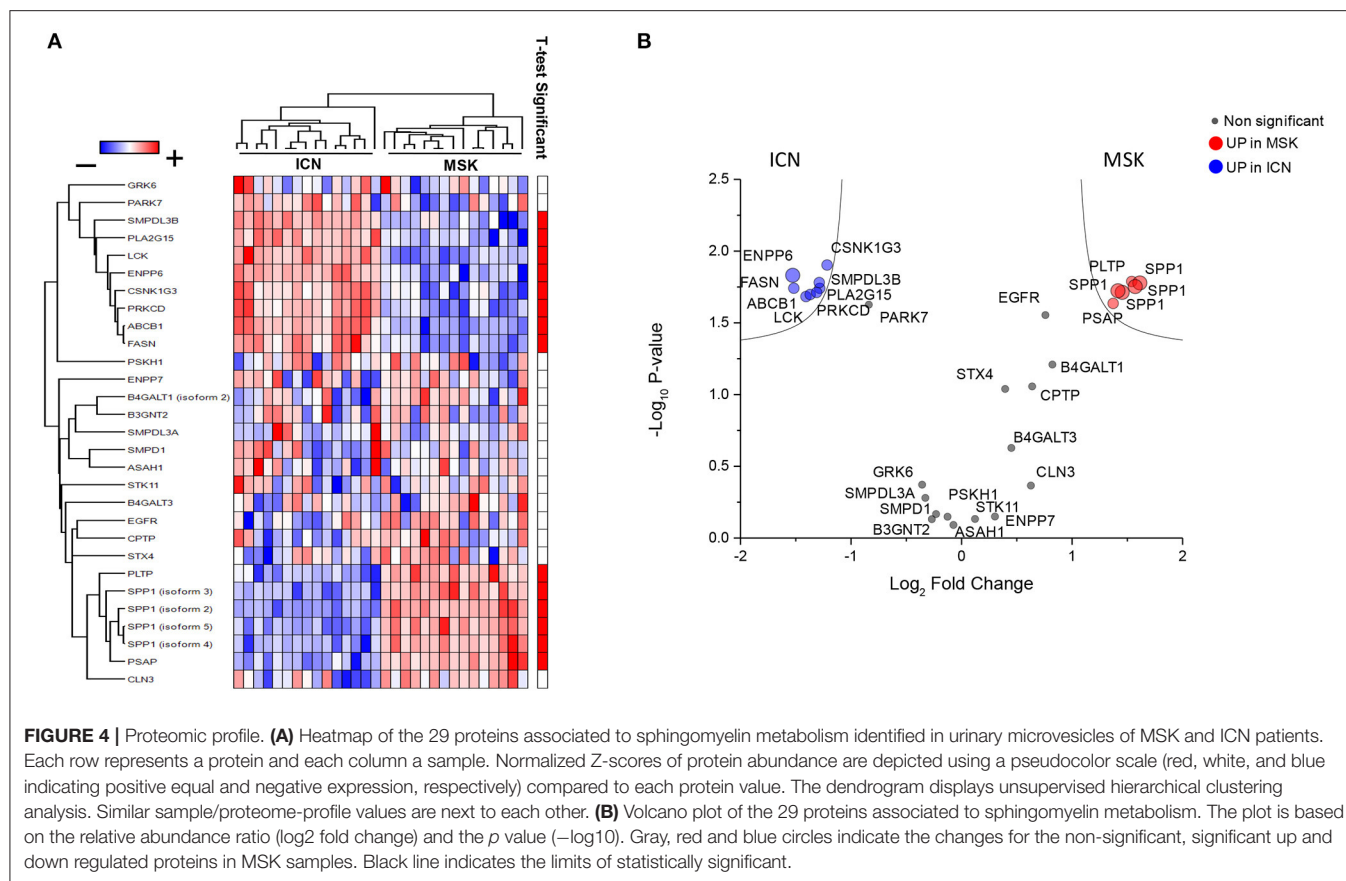 A
T-test Significant
−
+
ICN
MSK
GRK6
PARK7
SMPDL3B
PLA2G15
LCK
ENPP6
CSNK1G3
PRKCD
ABCB1
FASN
PSKH1
ENPP7
B4GALT1 (isoform 2)
B3GNT2
SMPDL3A
SMPD1
ASAH1
STK11
B4GALT3
EGFR
CPTP
STX4
PLTP
SPP1 (isoform 3)
SPP1 (isoform 2)
SPP1 (isoform 5)
SPP1 (isoform 4)
PSAP
CLN3
B
Non significant
UP in MSK
UP in ICN
ICN
MSK
2.5
2.0
1.5
1.0
0.5
0.0
-Log10 P-value
-2
-1
0
1
2
Log2 Fold Change
ENPP6
CSNK1G3
FASN
SMPDL3B
ABCB1
PLA2G15
LCK
PRKCD
PARK7
PLTP
SPP1
SPP1
SPP1
SPP1
PSAP
EGFR
B4GALT1
STX4
CPTP
B4GALT3
GRK6
CLN3
SMPDL3A
PSKH1
SMPD1
STK11
B3GNT2
ASAH1
ENPP7
FIGURE 4 | Proteomic profile. (A) Heatmap of the 29 proteins associated to sphingomyelin metabolism identified in urinary microvesicles of MSK and ICN patients.
Each row represents a protein and each column a sample. Normalized Z-scores of protein abundance are depicted using a pseudocolor scale (red, white, and blue
indicating positive equal and negative expression, respectively) compared to each protein value. The dendrogram displays unsupervised hierarchical clustering
analysis. Similar sample/proteome-profile values are next to each other. (B) Volcano plot of the 29 proteins associated to sphingomyelin metabolism. The plot is based
on the relative abundance ratio (log2 fold change) and the p value (−log10). Gray, red and blue circles indicate the changes for the non-significant, significant up and
down regulated proteins in MSK samples. Black line indicates the limits of statistically significant.